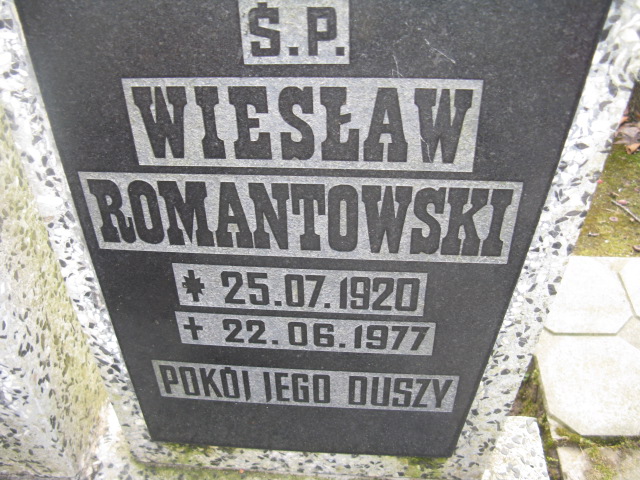 Ś.P.
WIESŁAW
ROMANTOWSKI
* 25.07.1920
✝ 22.06.1977
POKÓJ JEGO DUSZY